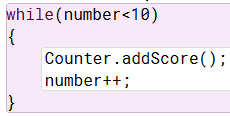 while(number<10)
{
    Counter.addScore();
    number++;
}